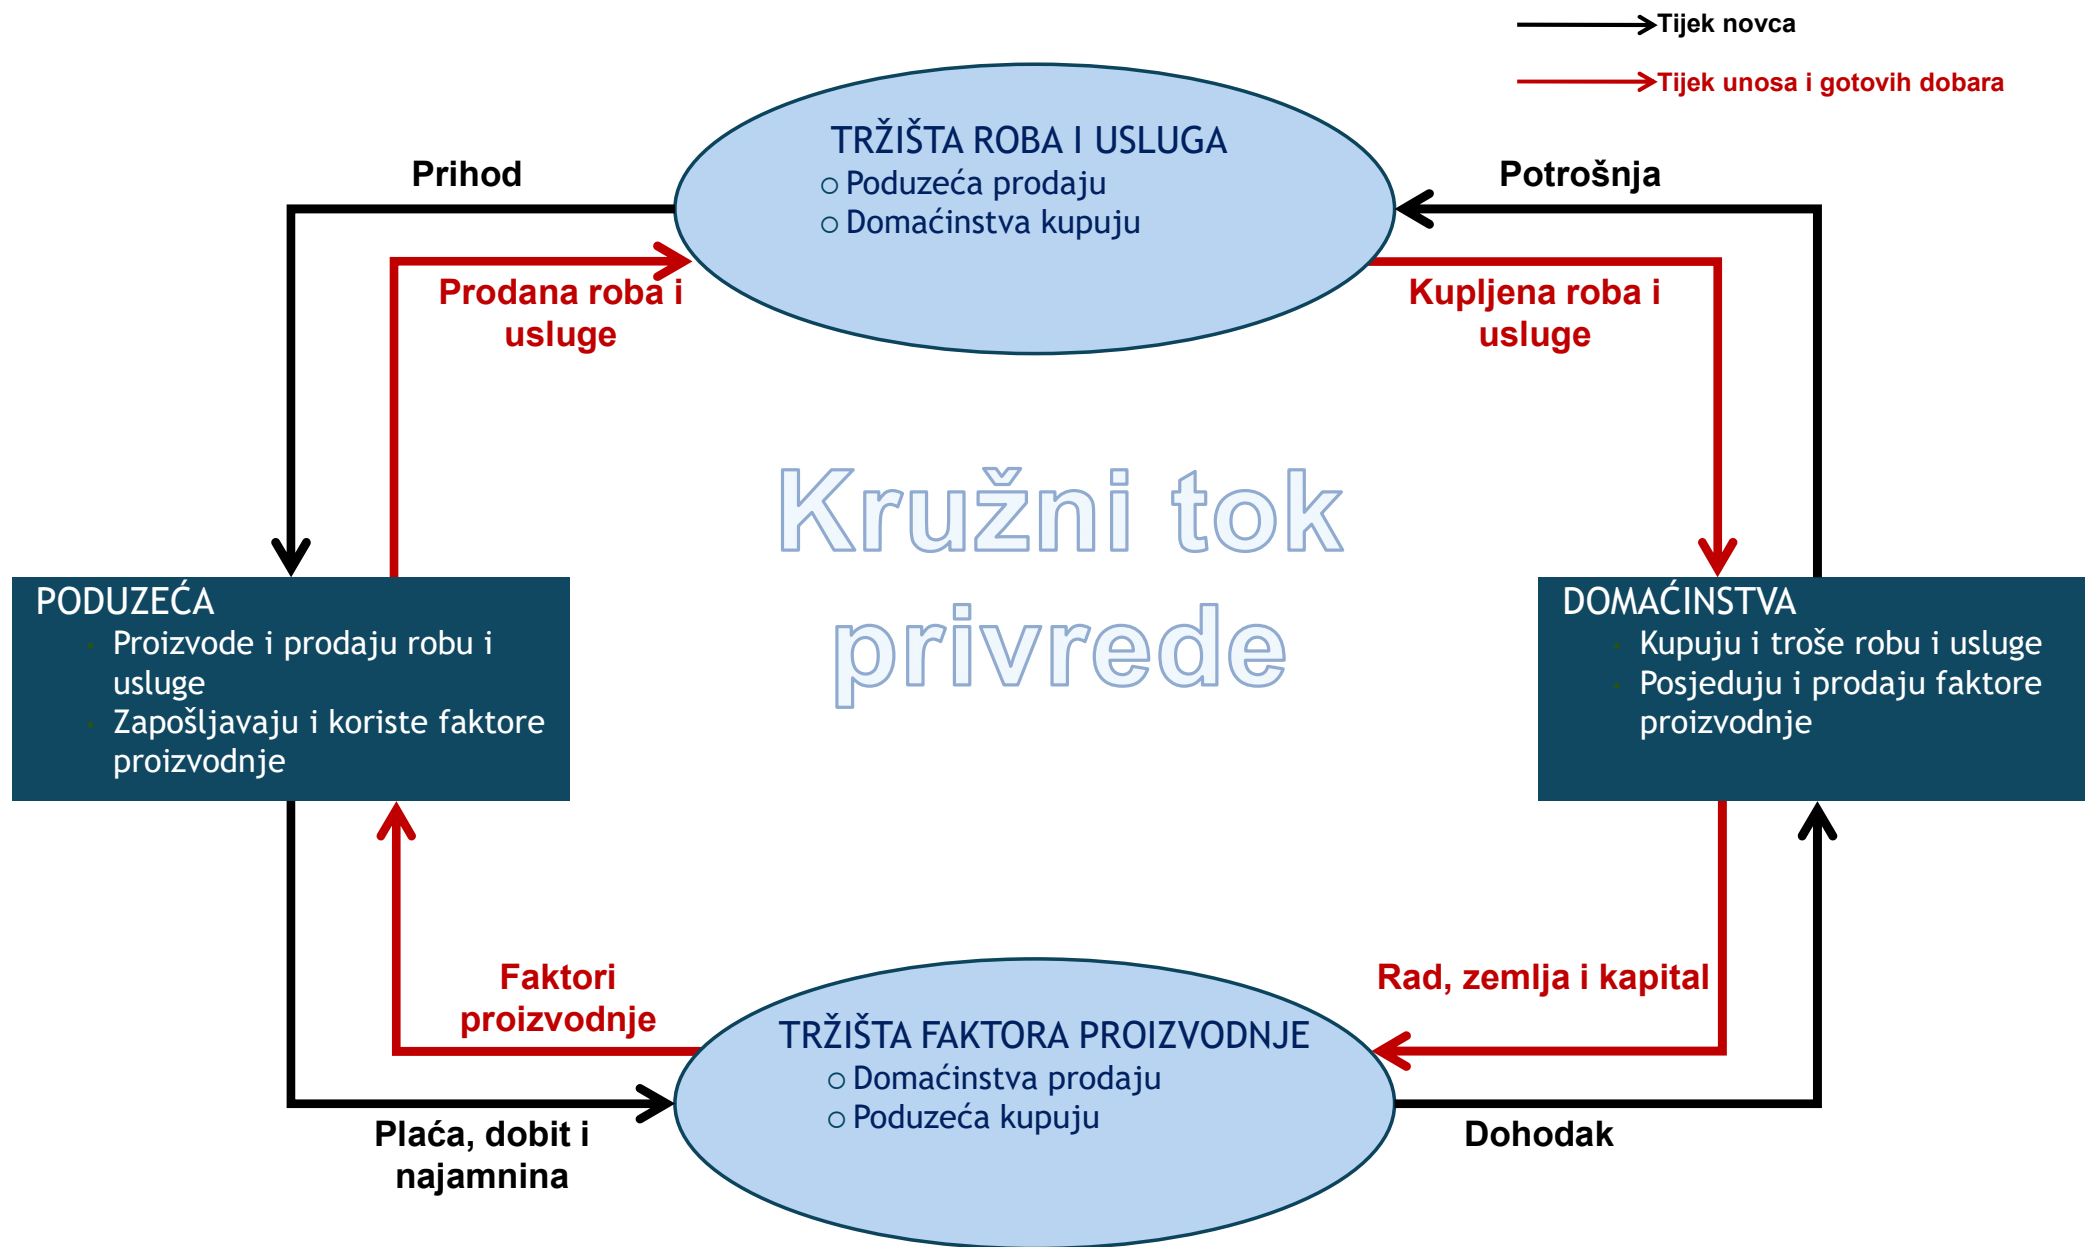 Tijek novca
Tijek unosa i gotovih dobara
TRŽIŠTA ROBA I USLUGA
Poduzeća prodaju
Domaćinstva kupuju
Prihod
Potrošnja
Prodana roba i
usluge
Kupljena roba i
usluge
Kružni tok
privrede
PODUZEĆA
Proizvode i prodaju robu i
usluge
Zapošljavaju i koriste faktore
proizvodnje
DOMAĆINSTVA
Kupuju i troše robu i usluge
Posjeduju i prodaju faktore
proizvodnje
Faktori
proizvodnje
Rad, zemlja i kapital
TRŽIŠTA FAKTORA PROIZVODNJE
Domaćinstva prodaju
Poduzeća kupuju
Plaća, dobit i
najamnina
Dohodak